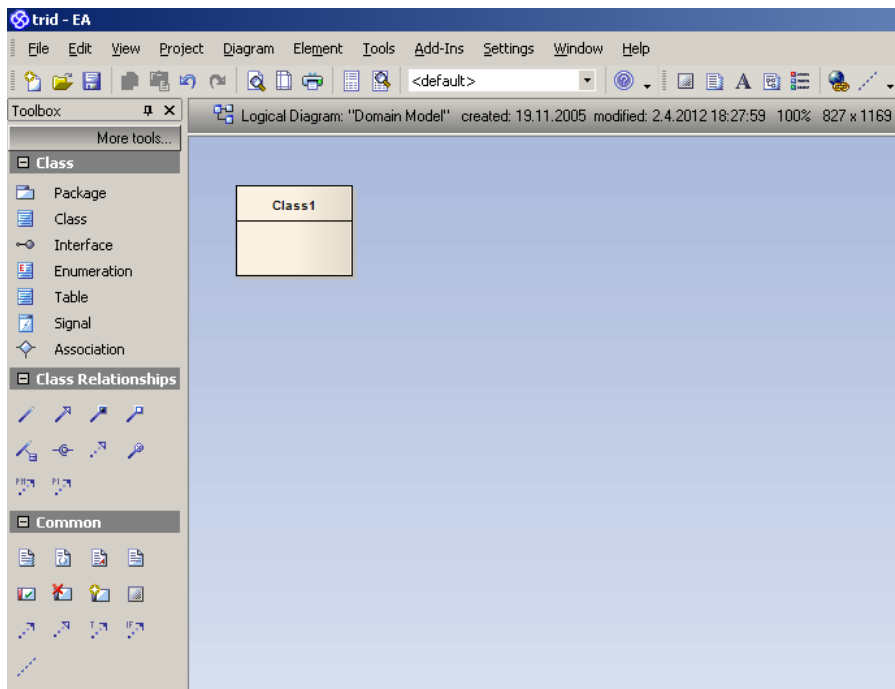 trid - EA
File Edit View Project Diagram Element Tools Add-Ins Settings Window Help
<default>
Toolbox
Logical Diagram: "Domain Model" created: 19.11.2005 modified: 2.4.2012 18:27:59 100% 827 x 1169
More tools...
Class
Package
Class
Interface
Enumeration
Table
Signal
Association
Class1
Class Relationships
Common